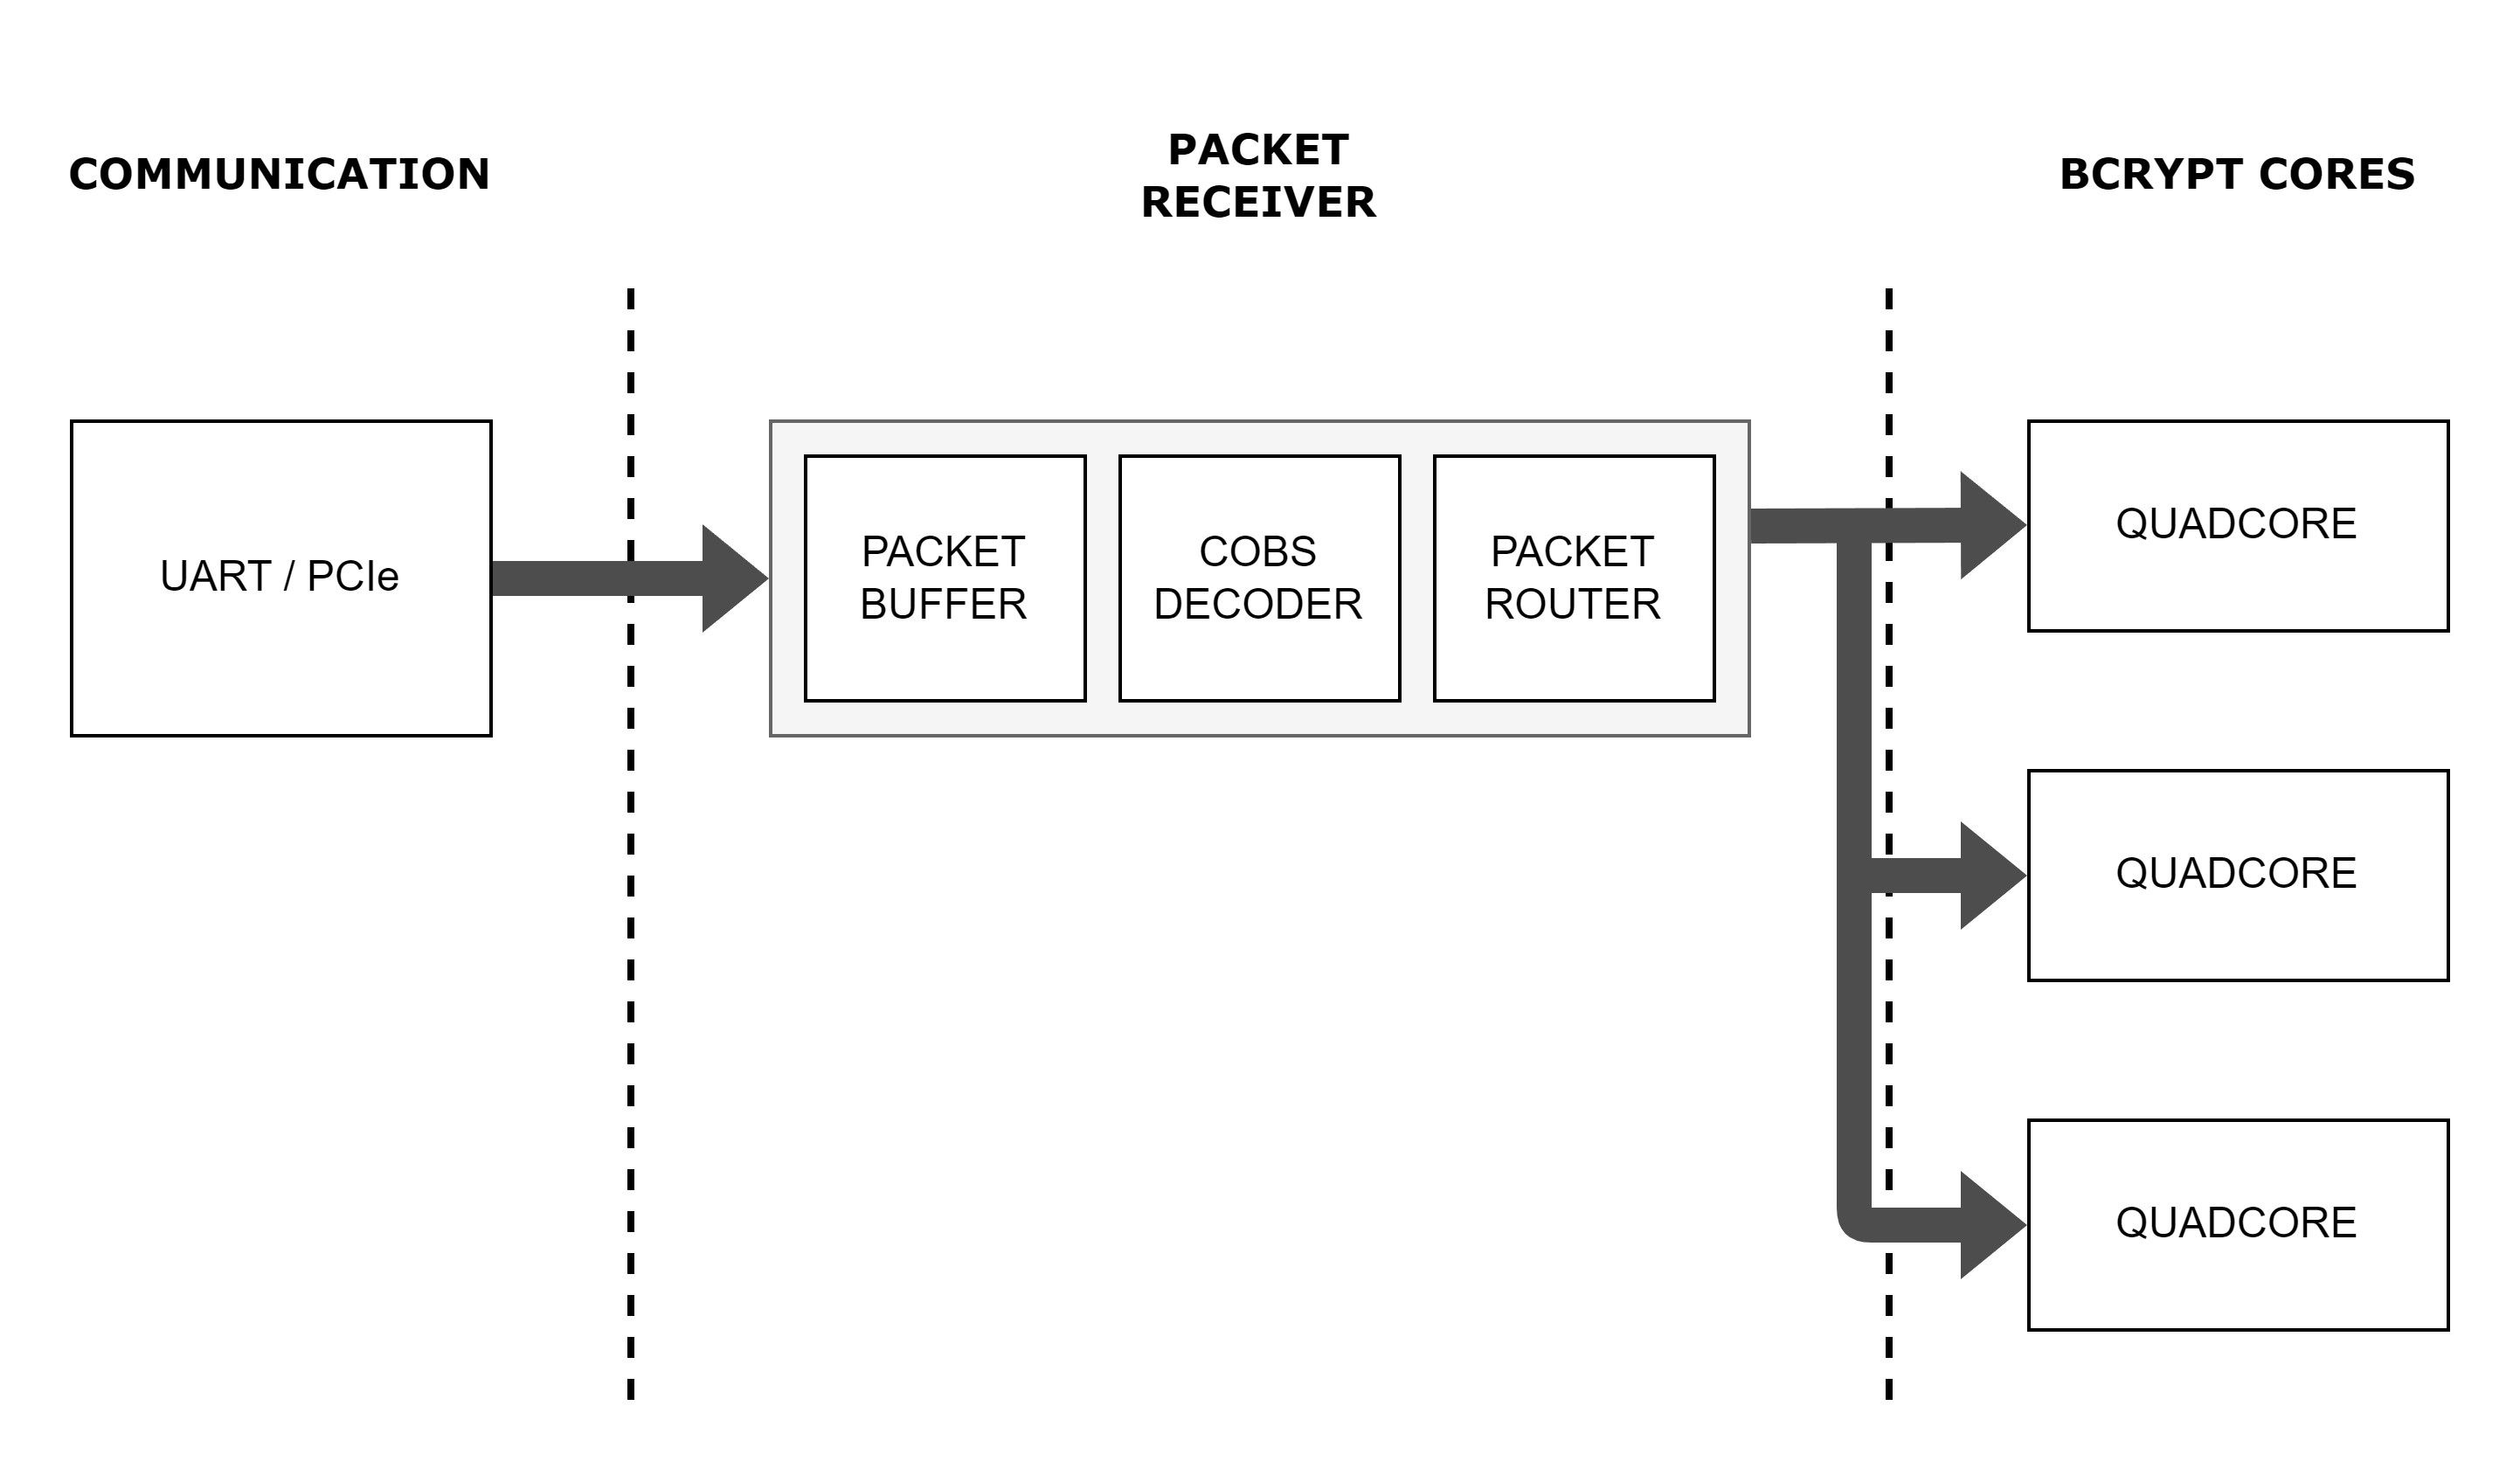 COMMUNICATION
PACKET
RECEIVER
BCRYPT CORES
UART / PCIe
PACKET
BUFFER
COBS
DECODER
PACKET
ROUTER
QUADCORE
QUADCORE
QUADCORE